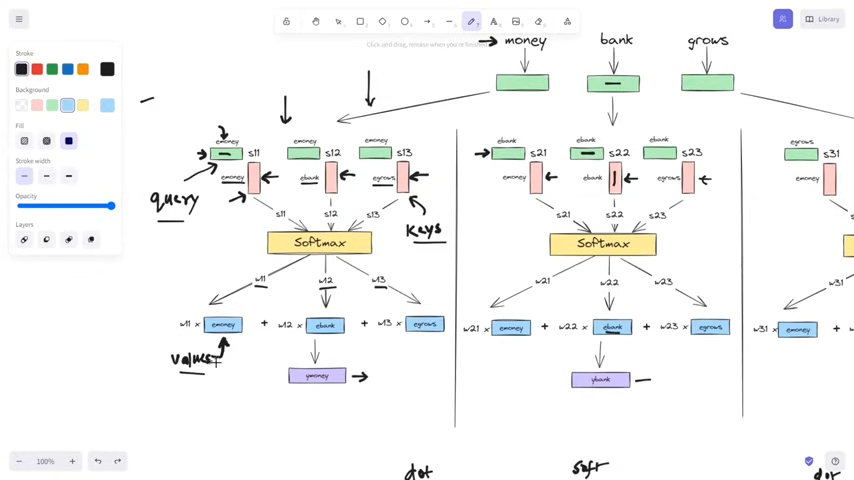 Library
Click and drag, release when you're finished
Stroke
Background
Fill
Stroke width
Opacity
Layers
100%
money bank grows
emoney emoney emoney ebank ebank ebank egrows
s11 s12 s13 s21 s22 s23 s31
emoney ebank egrows emoney ebank egrows emoney
query
keys
s11 s12 s13 s21 s22 s23
Softmax Softmax
w11 w12 w13 w21 w22 w23 w31
w11 x emoney + w12 x ebank + w13 x egrows w21 x emoney + w22 x ebank + w23 x egrows w31 x emoney +
values
ymoney ybank
dot soft dot